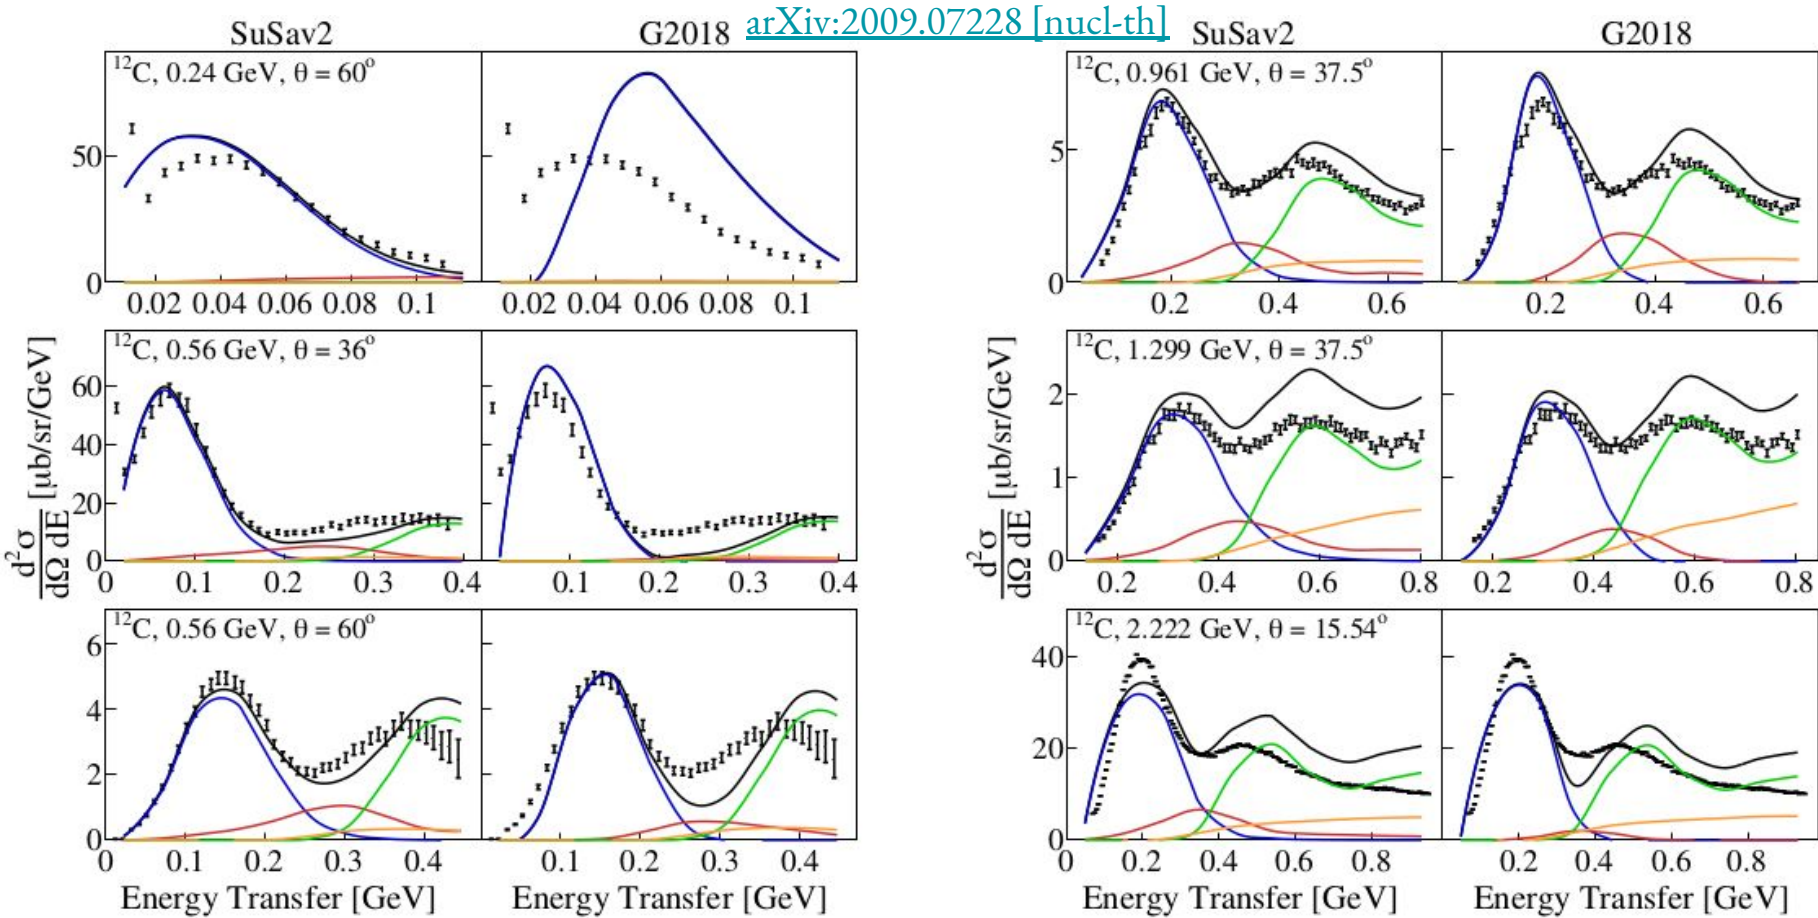 arXiv:2009.07228 [nucl-th]
SuSav2
G2018
¹²C, 0.24 GeV, θ = 60°
50
0
0.02 0.04 0.06 0.08 0.1
0.02 0.04 0.06 0.08 0.1
¹²C, 0.56 GeV, θ = 36°
60
40
20
0
0 0.1 0.2 0.3 0.4
0.1 0.2 0.3 0.4
d²σ
dΩ dE [μb/sr/GeV]
¹²C, 0.56 GeV, θ = 60°
6
4
2
0
0 0.1 0.2 0.3 0.4
0.1 0.2 0.3 0.4
Energy Transfer [GeV]
Energy Transfer [GeV]
SuSav2
G2018
¹²C, 0.961 GeV, θ = 37.5°
5
0
0.2 0.4 0.6
0.2 0.4 0.6
¹²C, 1.299 GeV, θ = 37.5°
2
1
0
0.2 0.4 0.6 0.8
0.2 0.4 0.6 0.8
d²σ
dΩ dE [μb/sr/GeV]
¹²C, 2.222 GeV, θ = 15.54°
40
20
0
0 0.2 0.4 0.6 0.8
0.2 0.4 0.6 0.8
Energy Transfer [GeV]
Energy Transfer [GeV]